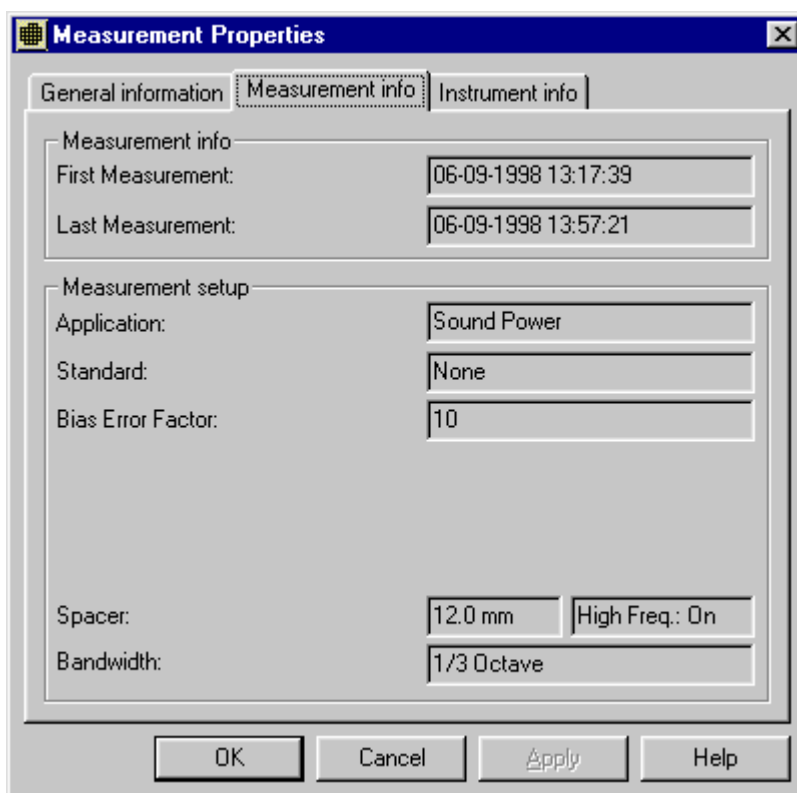 Measurement Properties
General information Measurement info Instrument info
Measurement info
First Measurement: 06-09-1998 13:17:39
Last Measurement: 06-09-1998 13:57:21
Measurement setup
Application: Sound Power
Standard: None
Bias Error Factor: 10
Spacer: 12.0 mm High Freq.: On
Bandwidth: 1/3 Octave
OK Cancel Apply Help